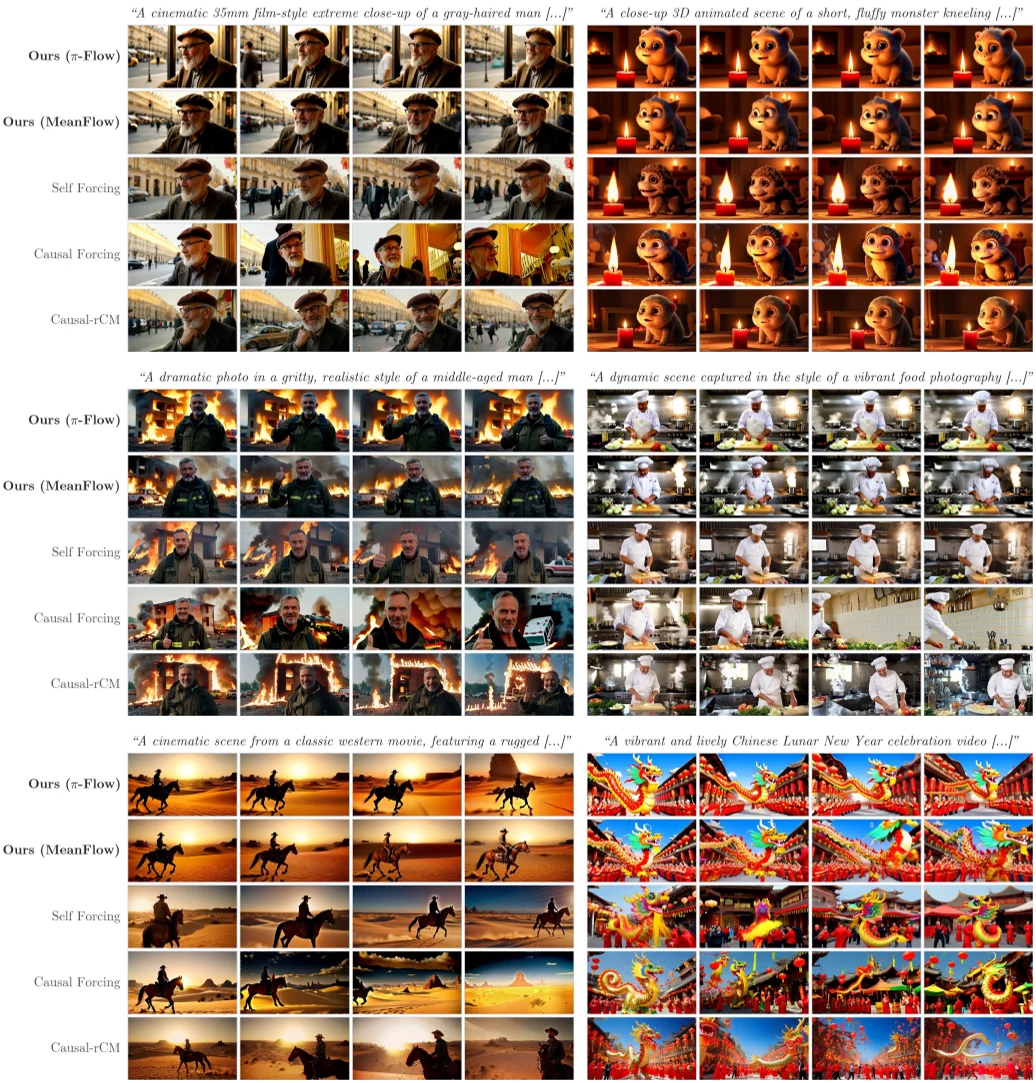 “A cinematic 35mm film-style extreme close-up of a gray-haired man [...]”
“A close-up 3D animated scene of a short, fluffy monster kneeling [...]”
Ours (π-Flow)
Ours (MeanFlow)
Self Forcing
Causal Forcing
Causal-rCM
“A dramatic photo in a gritty, realistic style of a middle-aged man [...]”
“A dynamic scene captured in the style of a vibrant food photography [...]”
Ours (π-Flow)
Ours (MeanFlow)
Self Forcing
Causal Forcing
Causal-rCM
“A cinematic scene from a classic western movie, featuring a rugged [...]”
“A vibrant and lively Chinese Lunar New Year celebration video [...]”
Ours (π-Flow)
Ours (MeanFlow)
Self Forcing
Causal Forcing
Causal-rCM